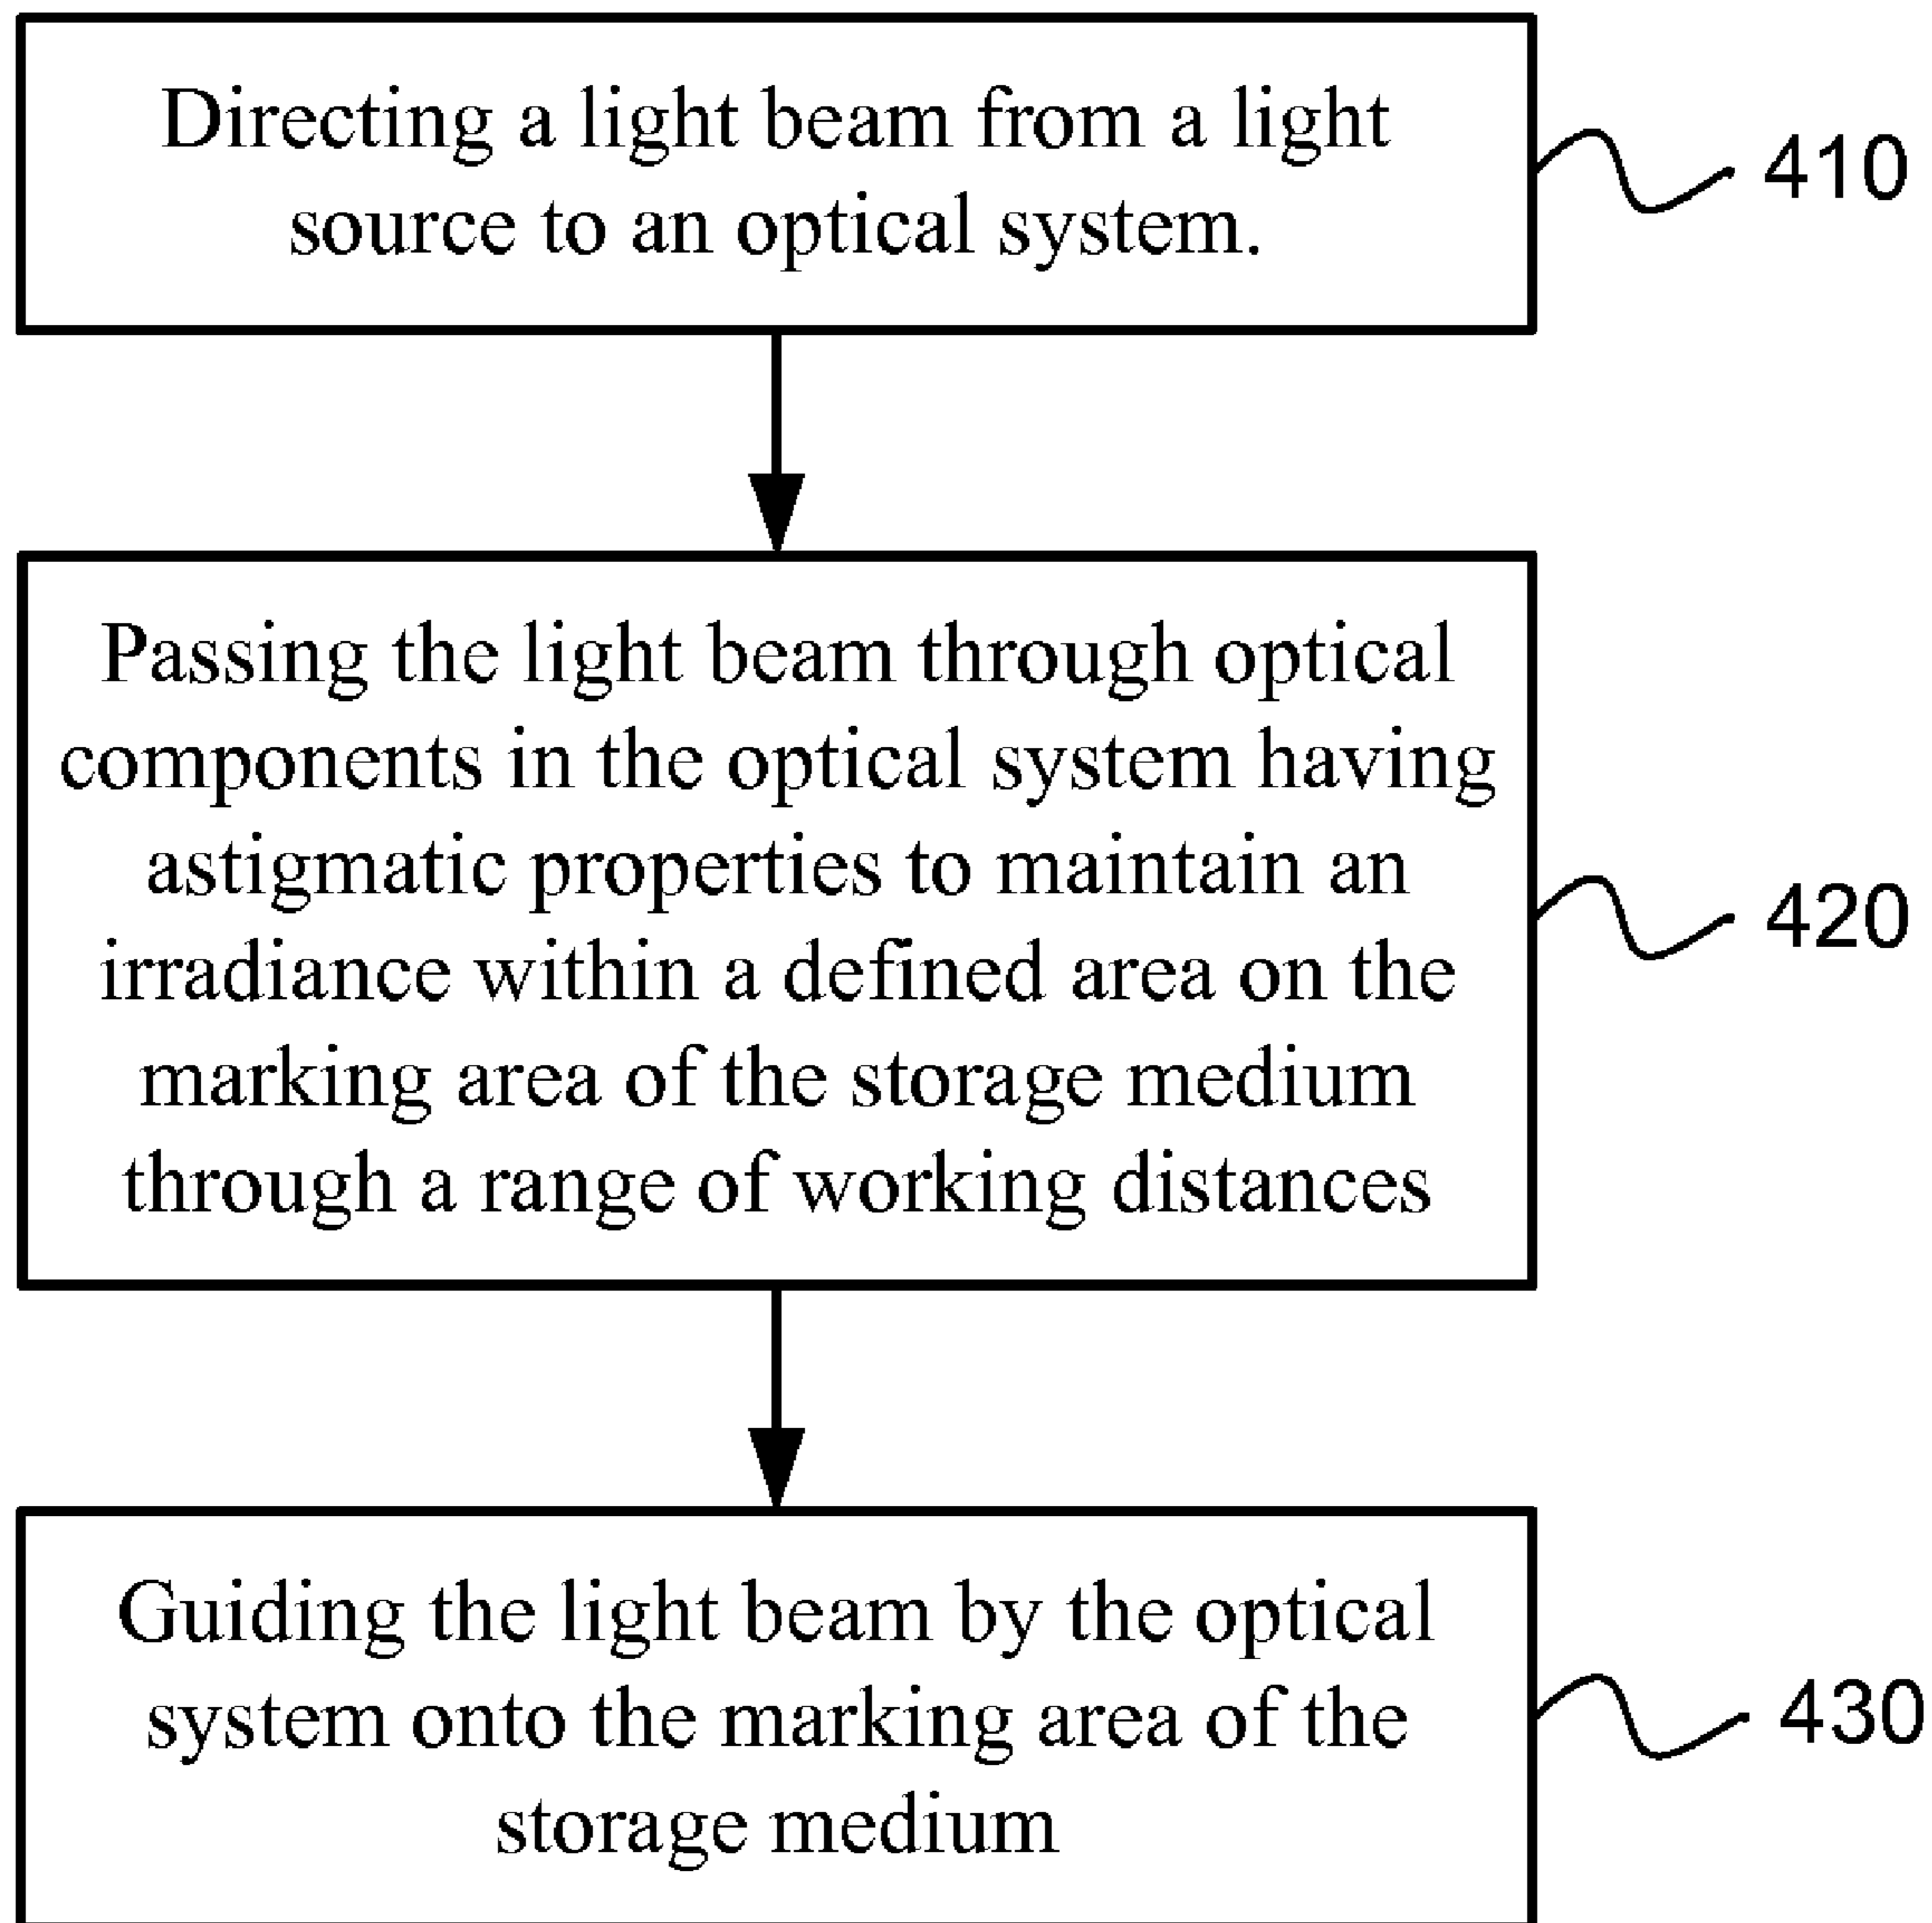 Directing a light beam from a light
source to an optical system.
410
Passing the light beam through optical
components in the optical system having
astigmatic properties to maintain an
irradiance within a defined area on the
marking area of the storage medium
through a range of working distances
420
Guiding the light beam by the optical
system onto the marking area of the
storage medium
430